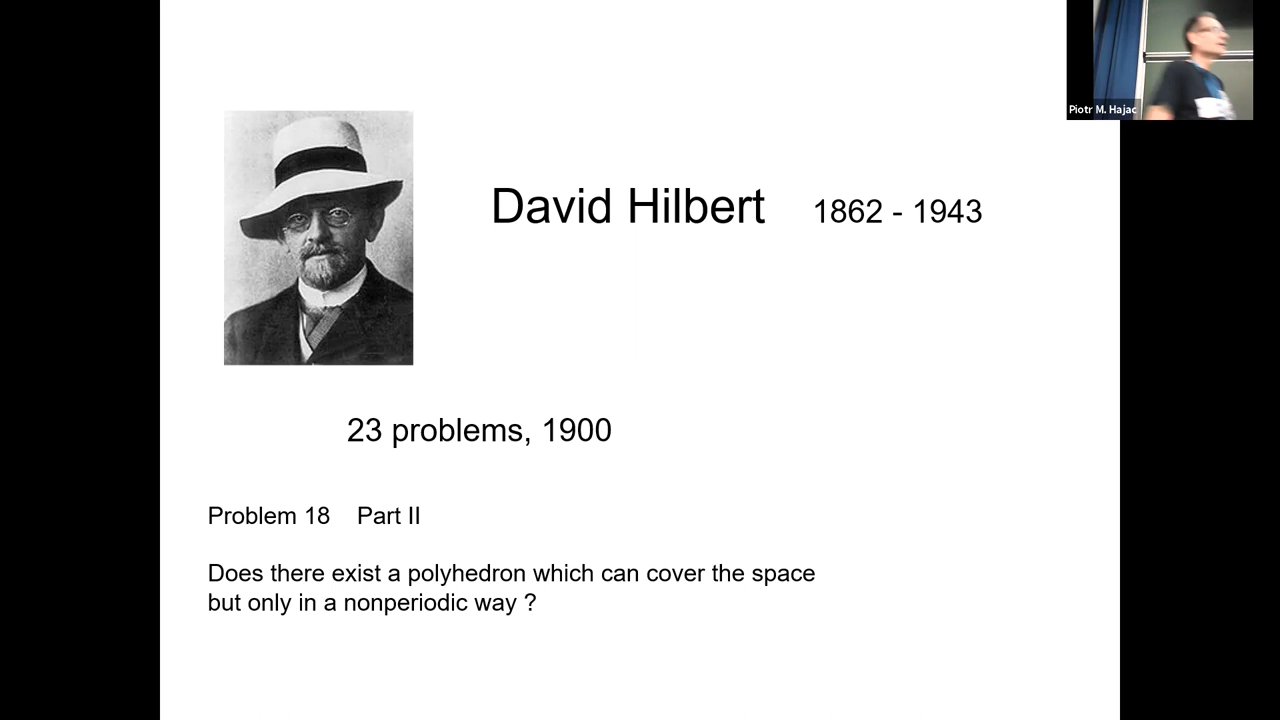 Piotr M. Hajac
David Hilbert 1862 - 1943
23 problems, 1900
Problem 18 Part II
Does there exist a polyhedron which can cover the space
but only in a nonperiodic way ?